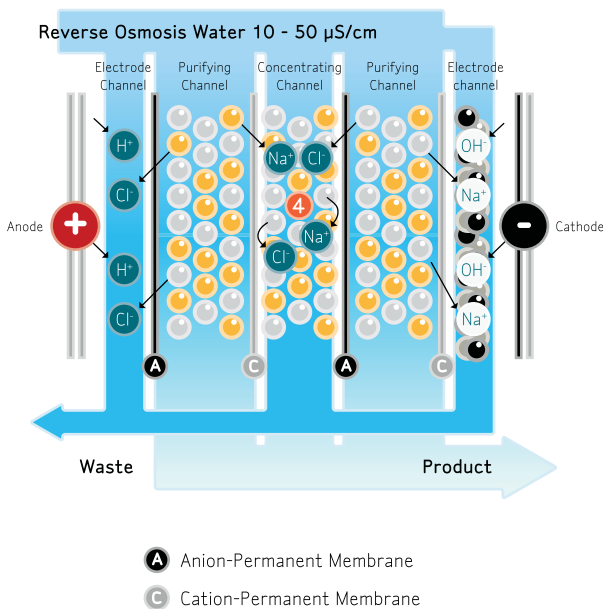 Reverse Osmosis Water 10 - 50 µS/cm
Electrode
Channel
Purifying
Channel
Concentrating
Channel
Purifying
Channel
Electrode
channel
H⁺
Cl⁻
H⁺
Cl⁻
Na⁺
Cl⁻
4
Na⁺
Cl⁻
OH⁻
Na⁺
OH⁻
Na⁺
Anode
+
Cathode
-
A
C
A
C
Waste
Product
A Anion-Permanent Membrane
C Cation-Permanent Membrane